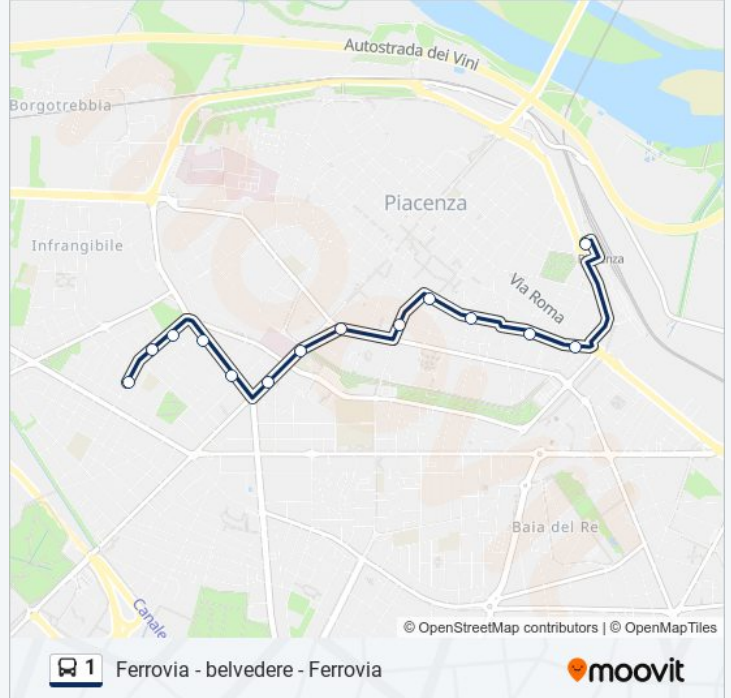 Autostrada dei Vini
Borgotrebbia
Piacenza
Infrangibile
Via Roma
Baia del Re
Canale
© OpenStreetMap contributors | © OpenMapTiles
1 Ferrovia - belvedere - Ferrovia
moovit